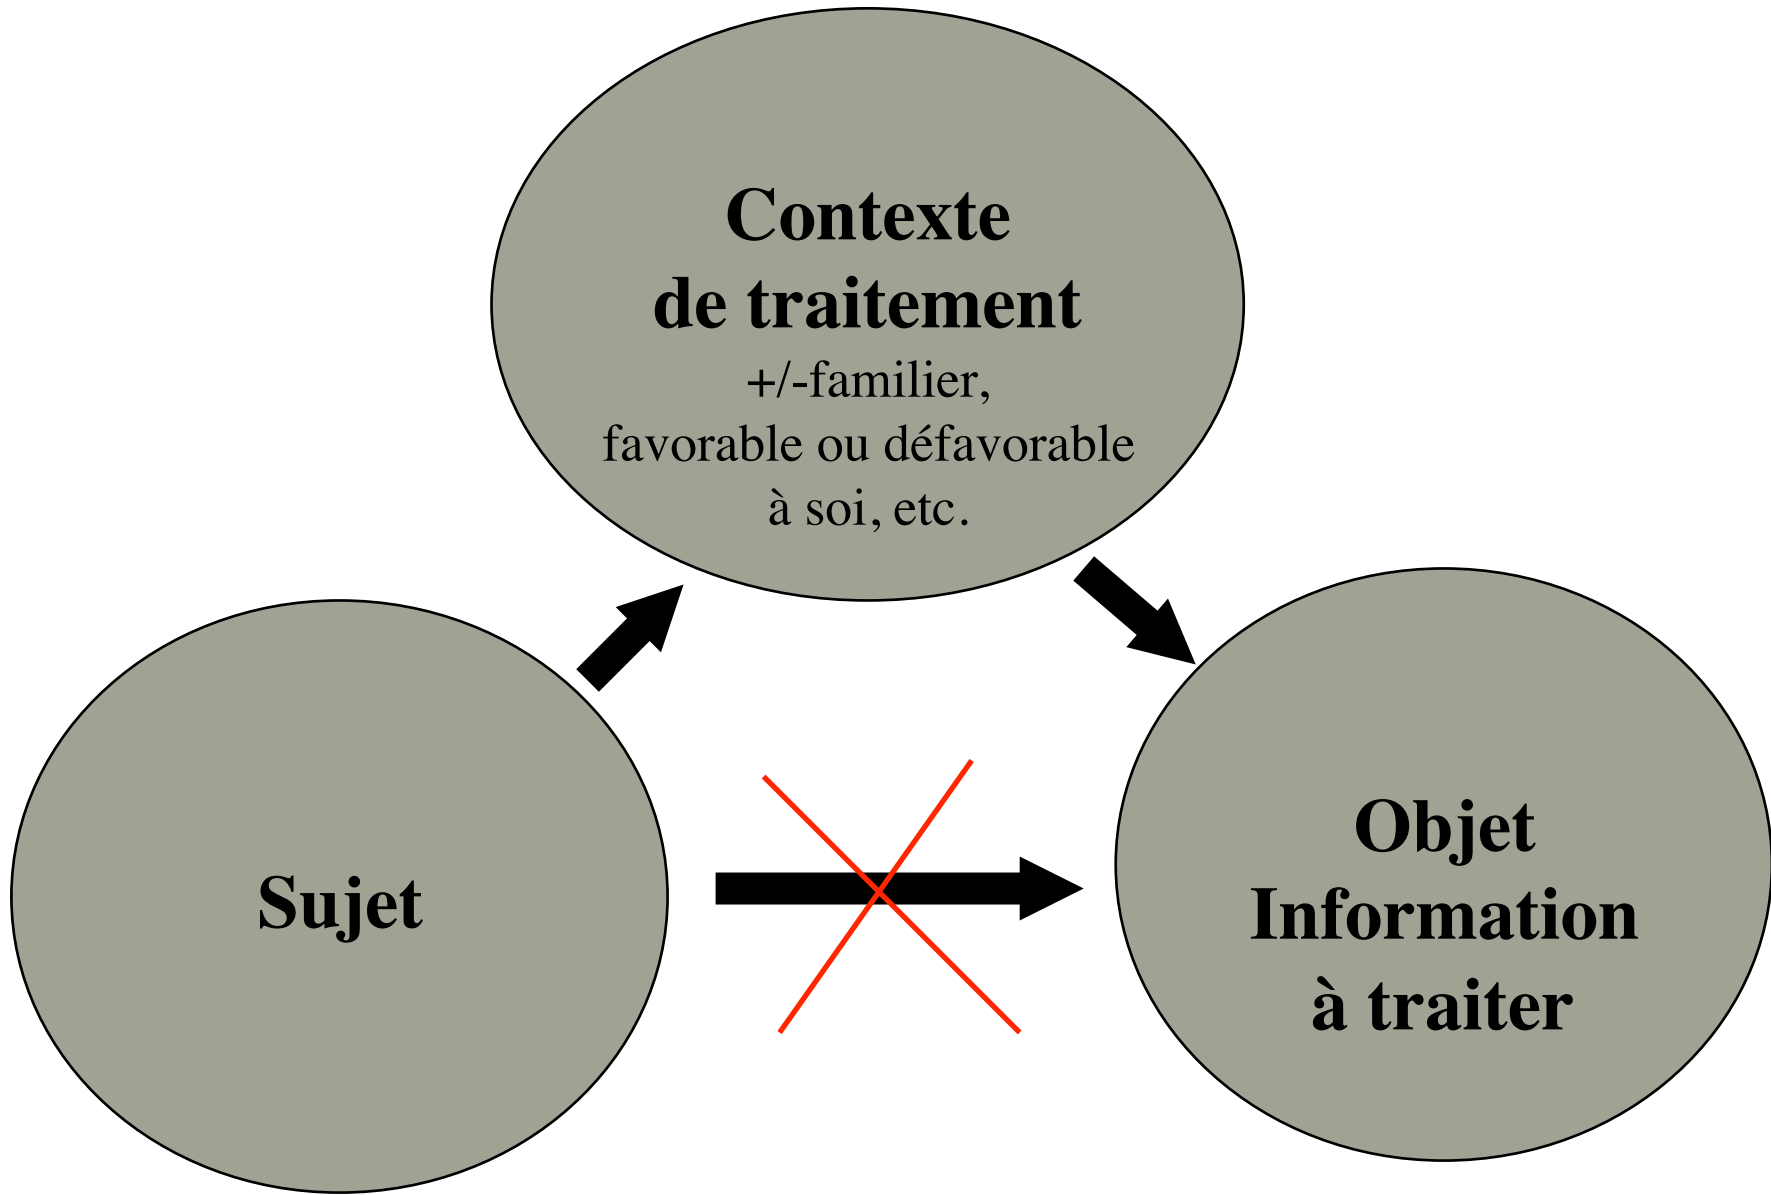 Contexte
de traitement
+/-familier,
favorable ou défavorable
à soi, etc.
Sujet
Objet
Information
à traiter